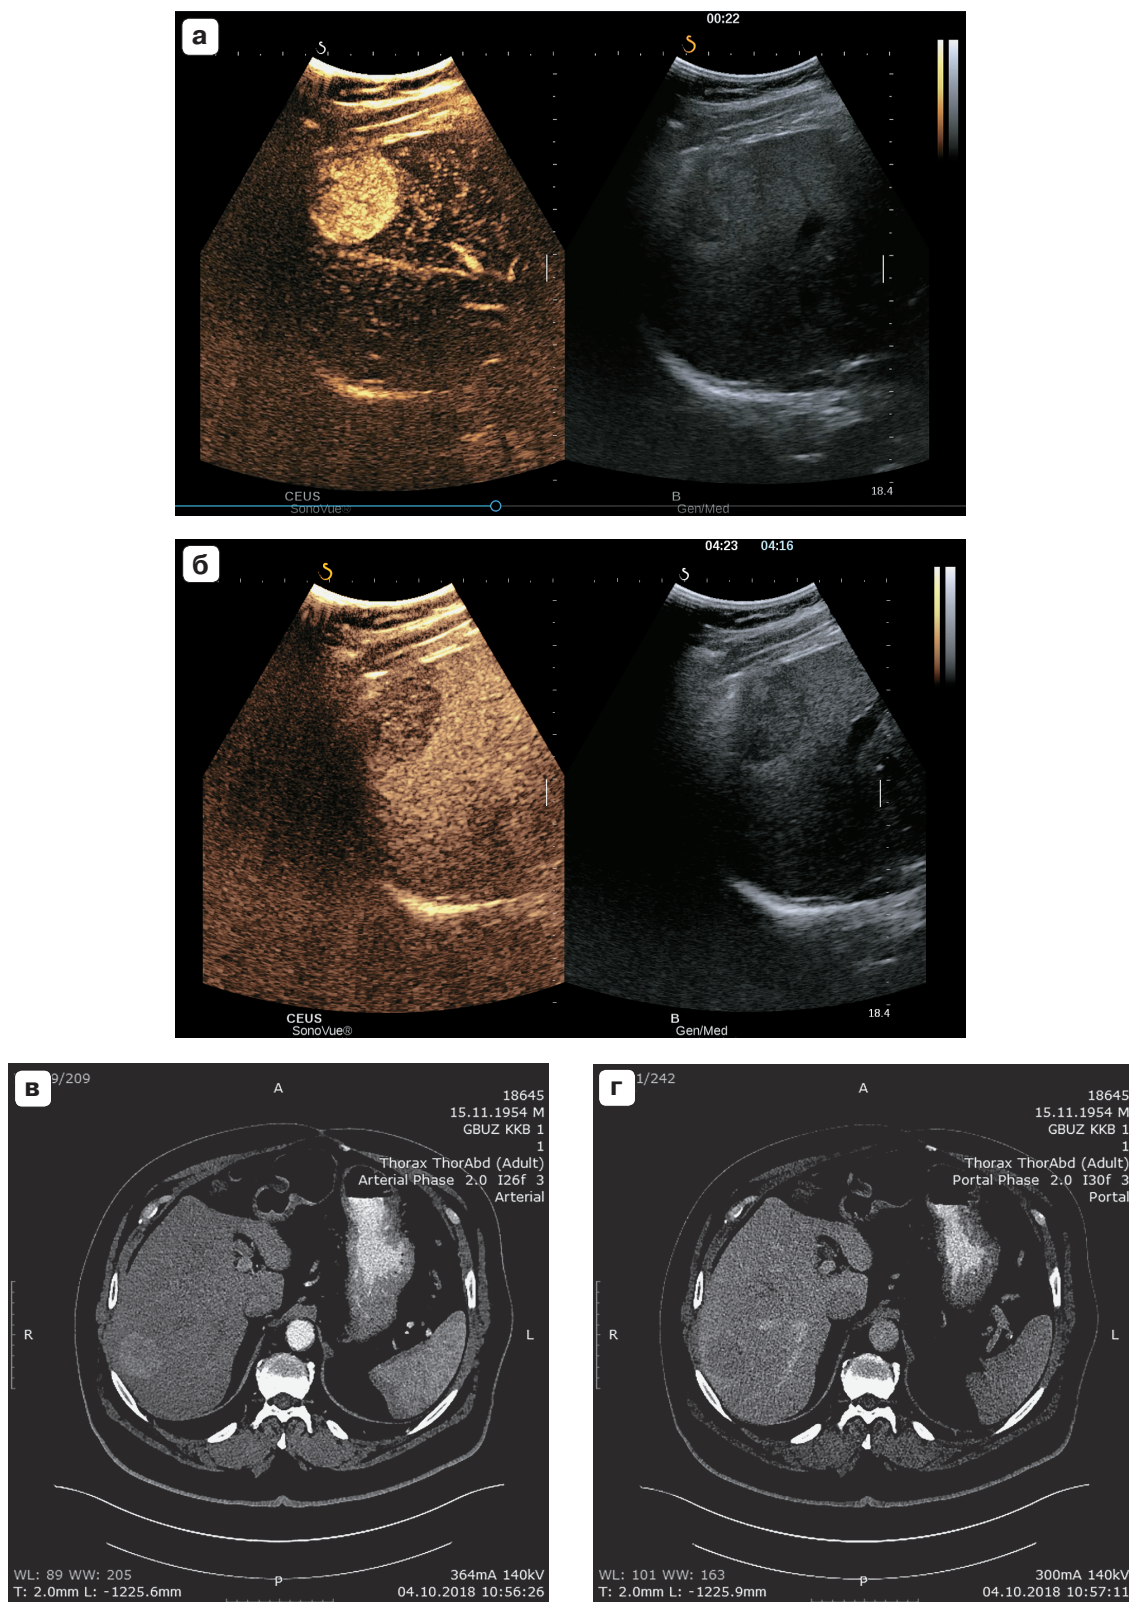 а
00:22
CEUS
SonoVue®
B
Gen/Med
18.4
б
04:23 04:16
CEUS
SonoVue®
B
Gen/Med
18.4
в
9/209
A
18645
15.11.1954 M
GBUZ KKB 1
1
Thorax ThorAbd (Adult)
Arterial Phase 2.0 I26f 3
Arterial
R
L
WL: 89 WW: 205
T: 2.0mm L: -1225.6mm
P
364mA 140kV
04.10.2018 10:56:26
г
1/242
A
18645
15.11.1954 M
GBUZ KKB 1
1
Thorax ThorAbd (Adult)
Portal Phase 2.0 I30f 3
Portal
R
L
WL: 101 WW: 163
T: 2.0mm L: -1225.9mm
P
300mA 140kV
04.10.2018 10:57:11